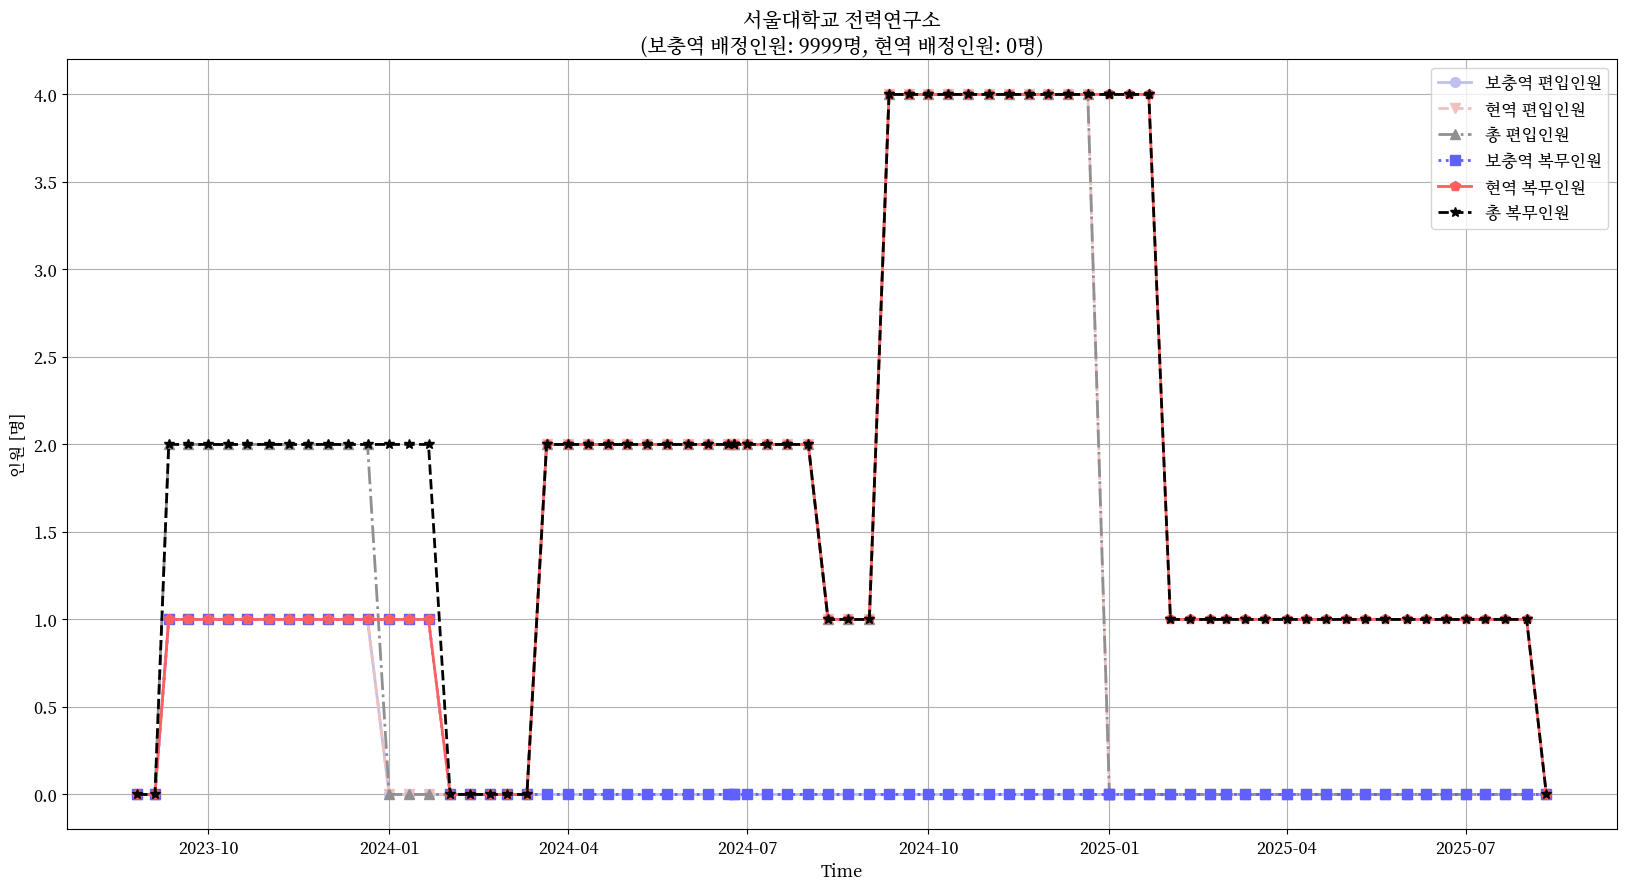 서울대학교 전력연구소
(보충역 배정인원: 9999명, 현역 배정인원: 0명)
보충역 편입인원
현역 편입인원
총 편입인원
보충역 복무인원
현역 복무인원
총 복무인원
인원 [명]
4.0
3.5
3.0
2.5
2.0
1.5
1.0
0.5
0.0
2023-10
2024-01
2024-04
2024-07
2024-10
2025-01
2025-04
2025-07
Time